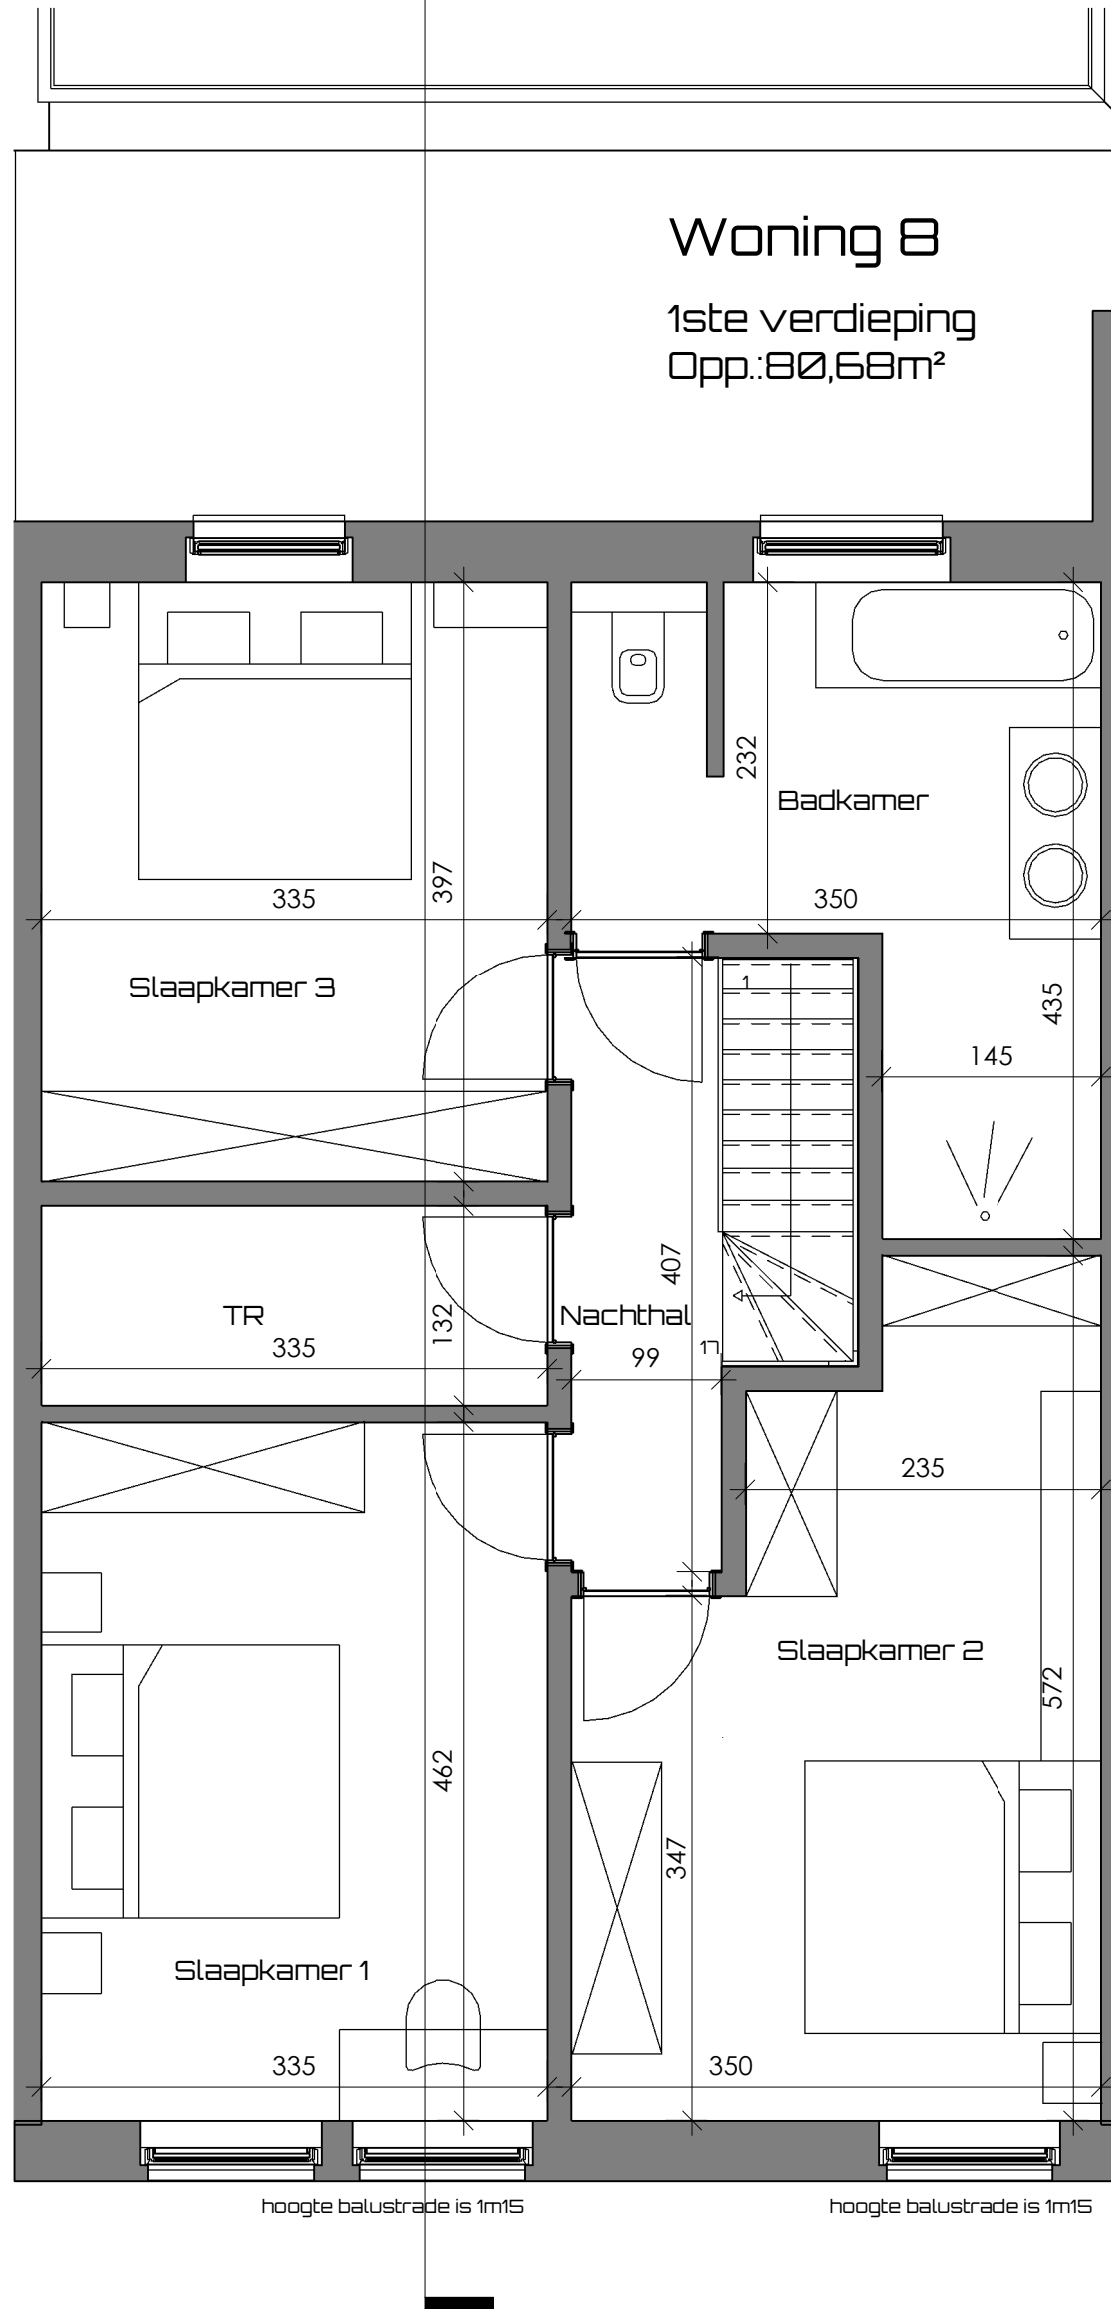 Woning 8
1ste verdieping
Opp.:80,68m²
232
Badkamer
397
335
350
Slaapkamer 3
1
435
145
407
TR
132
Nachthal
335
99
17
235
Slaapkamer 2
572
462
347
Slaapkamer 1
335
350
hoogte balustrade is 1m15
hoogte balustrade is 1m15